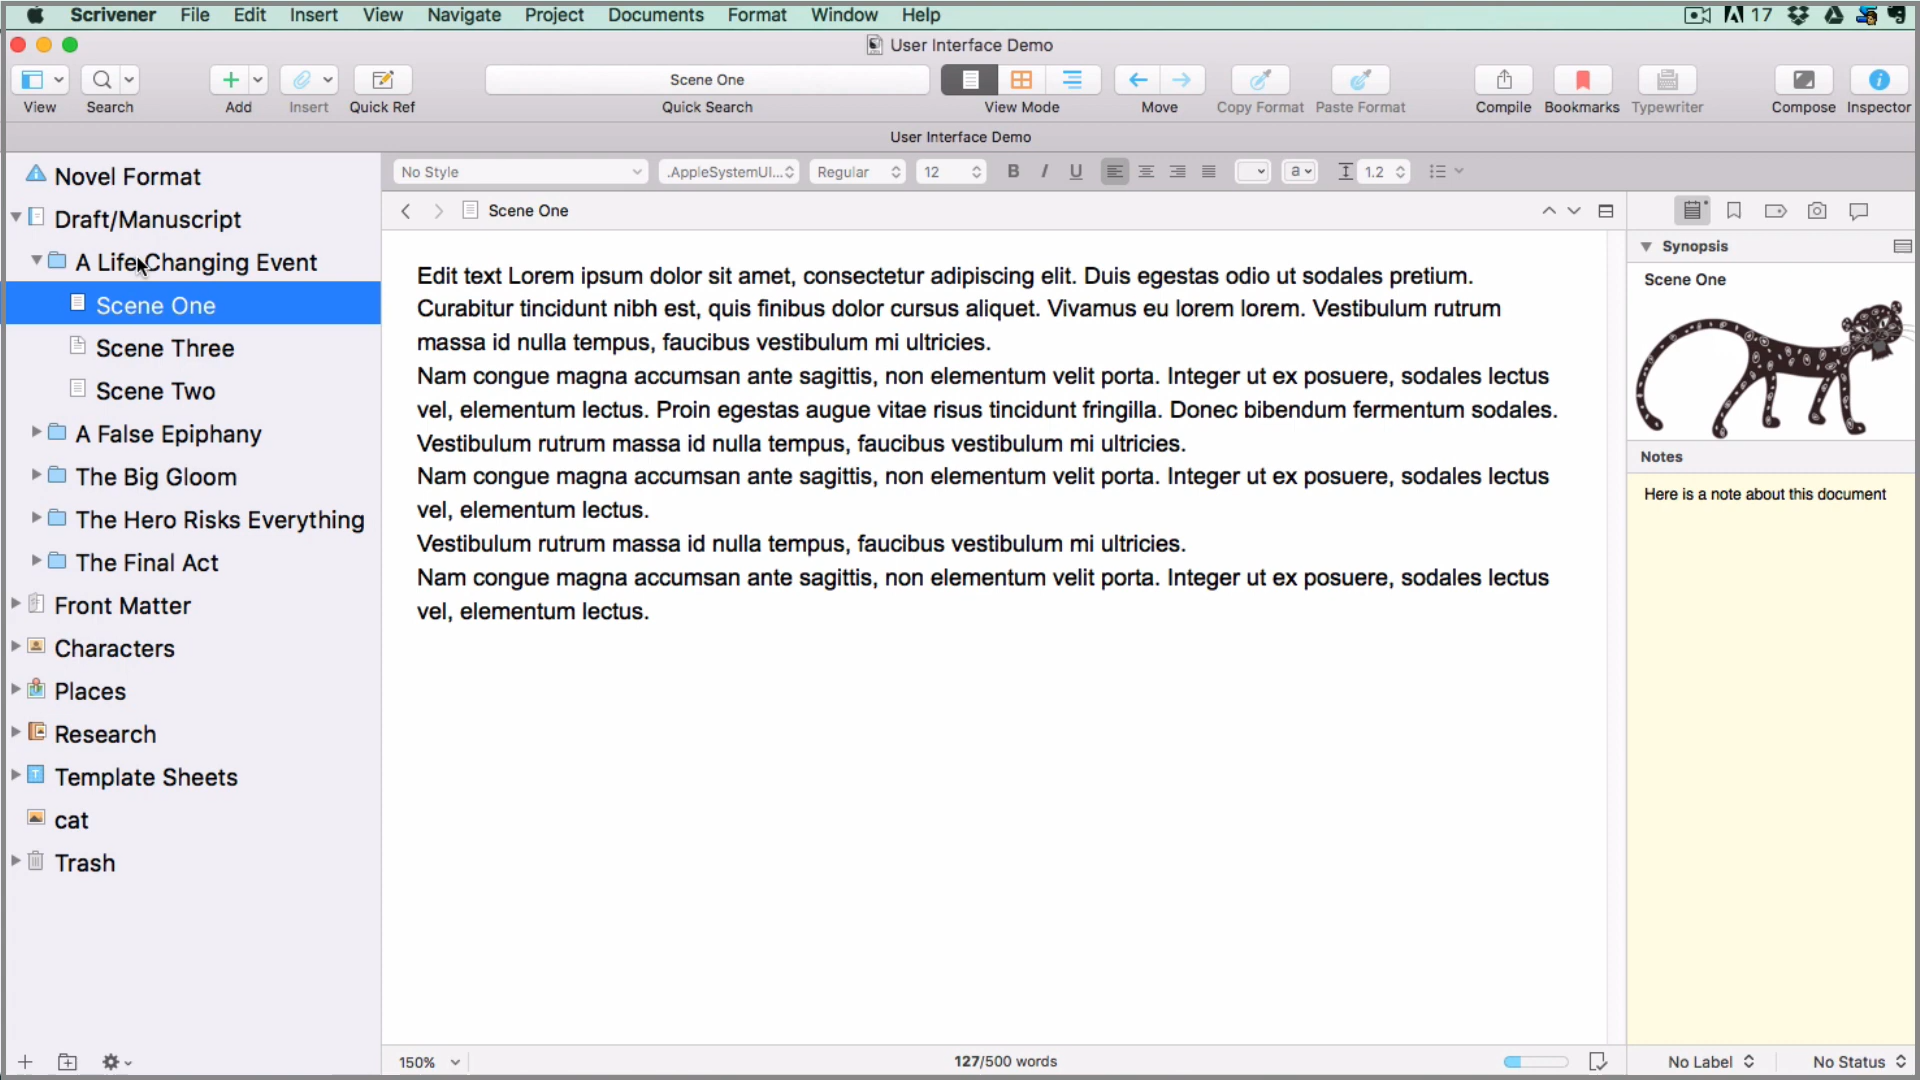 Scrivener File Edit Insert View Navigate Project Documents Format Window Help 17
User Interface Demo
Scene One
View Search Add Insert Quick Ref Quick Search View Mode Move Copy Format Paste Format Compile Bookmarks Typewriter Compose Inspector
User Interface Demo
No Style .AppleSystemUI... Regular 12 B I U a 1.2
Novel Format
Draft/Manuscript
A Life Changing Event
Scene One
Scene Three
Scene Two
A False Epiphany
The Big Gloom
The Hero Risks Everything
The Final Act
Front Matter
Characters
Places
Research
Template Sheets
cat
Trash
Scene One
Edit text Lorem ipsum dolor sit amet, consectetur adipiscing elit. Duis egestas odio ut sodales pretium.
Curabitur tincidunt nibh est, quis finibus dolor cursus aliquet. Vivamus eu lorem lorem. Vestibulum rutrum
massa id nulla tempus, faucibus vestibulum mi ultricies.
Nam congue magna accumsan ante sagittis, non elementum velit porta. Integer ut ex posuere, sodales lectus
vel, elementum lectus. Proin egestas augue vitae risus tincidunt fringilla. Donec bibendum fermentum sodales.
Vestibulum rutrum massa id nulla tempus, faucibus vestibulum mi ultricies.
Nam congue magna accumsan ante sagittis, non elementum velit porta. Integer ut ex posuere, sodales lectus
vel, elementum lectus.
Vestibulum rutrum massa id nulla tempus, faucibus vestibulum mi ultricies.
Nam congue magna accumsan ante sagittis, non elementum velit porta. Integer ut ex posuere, sodales lectus
vel, elementum lectus.
Synopsis
Scene One
Notes
Here is a note about this document
150% 127/500 words No Label No Status